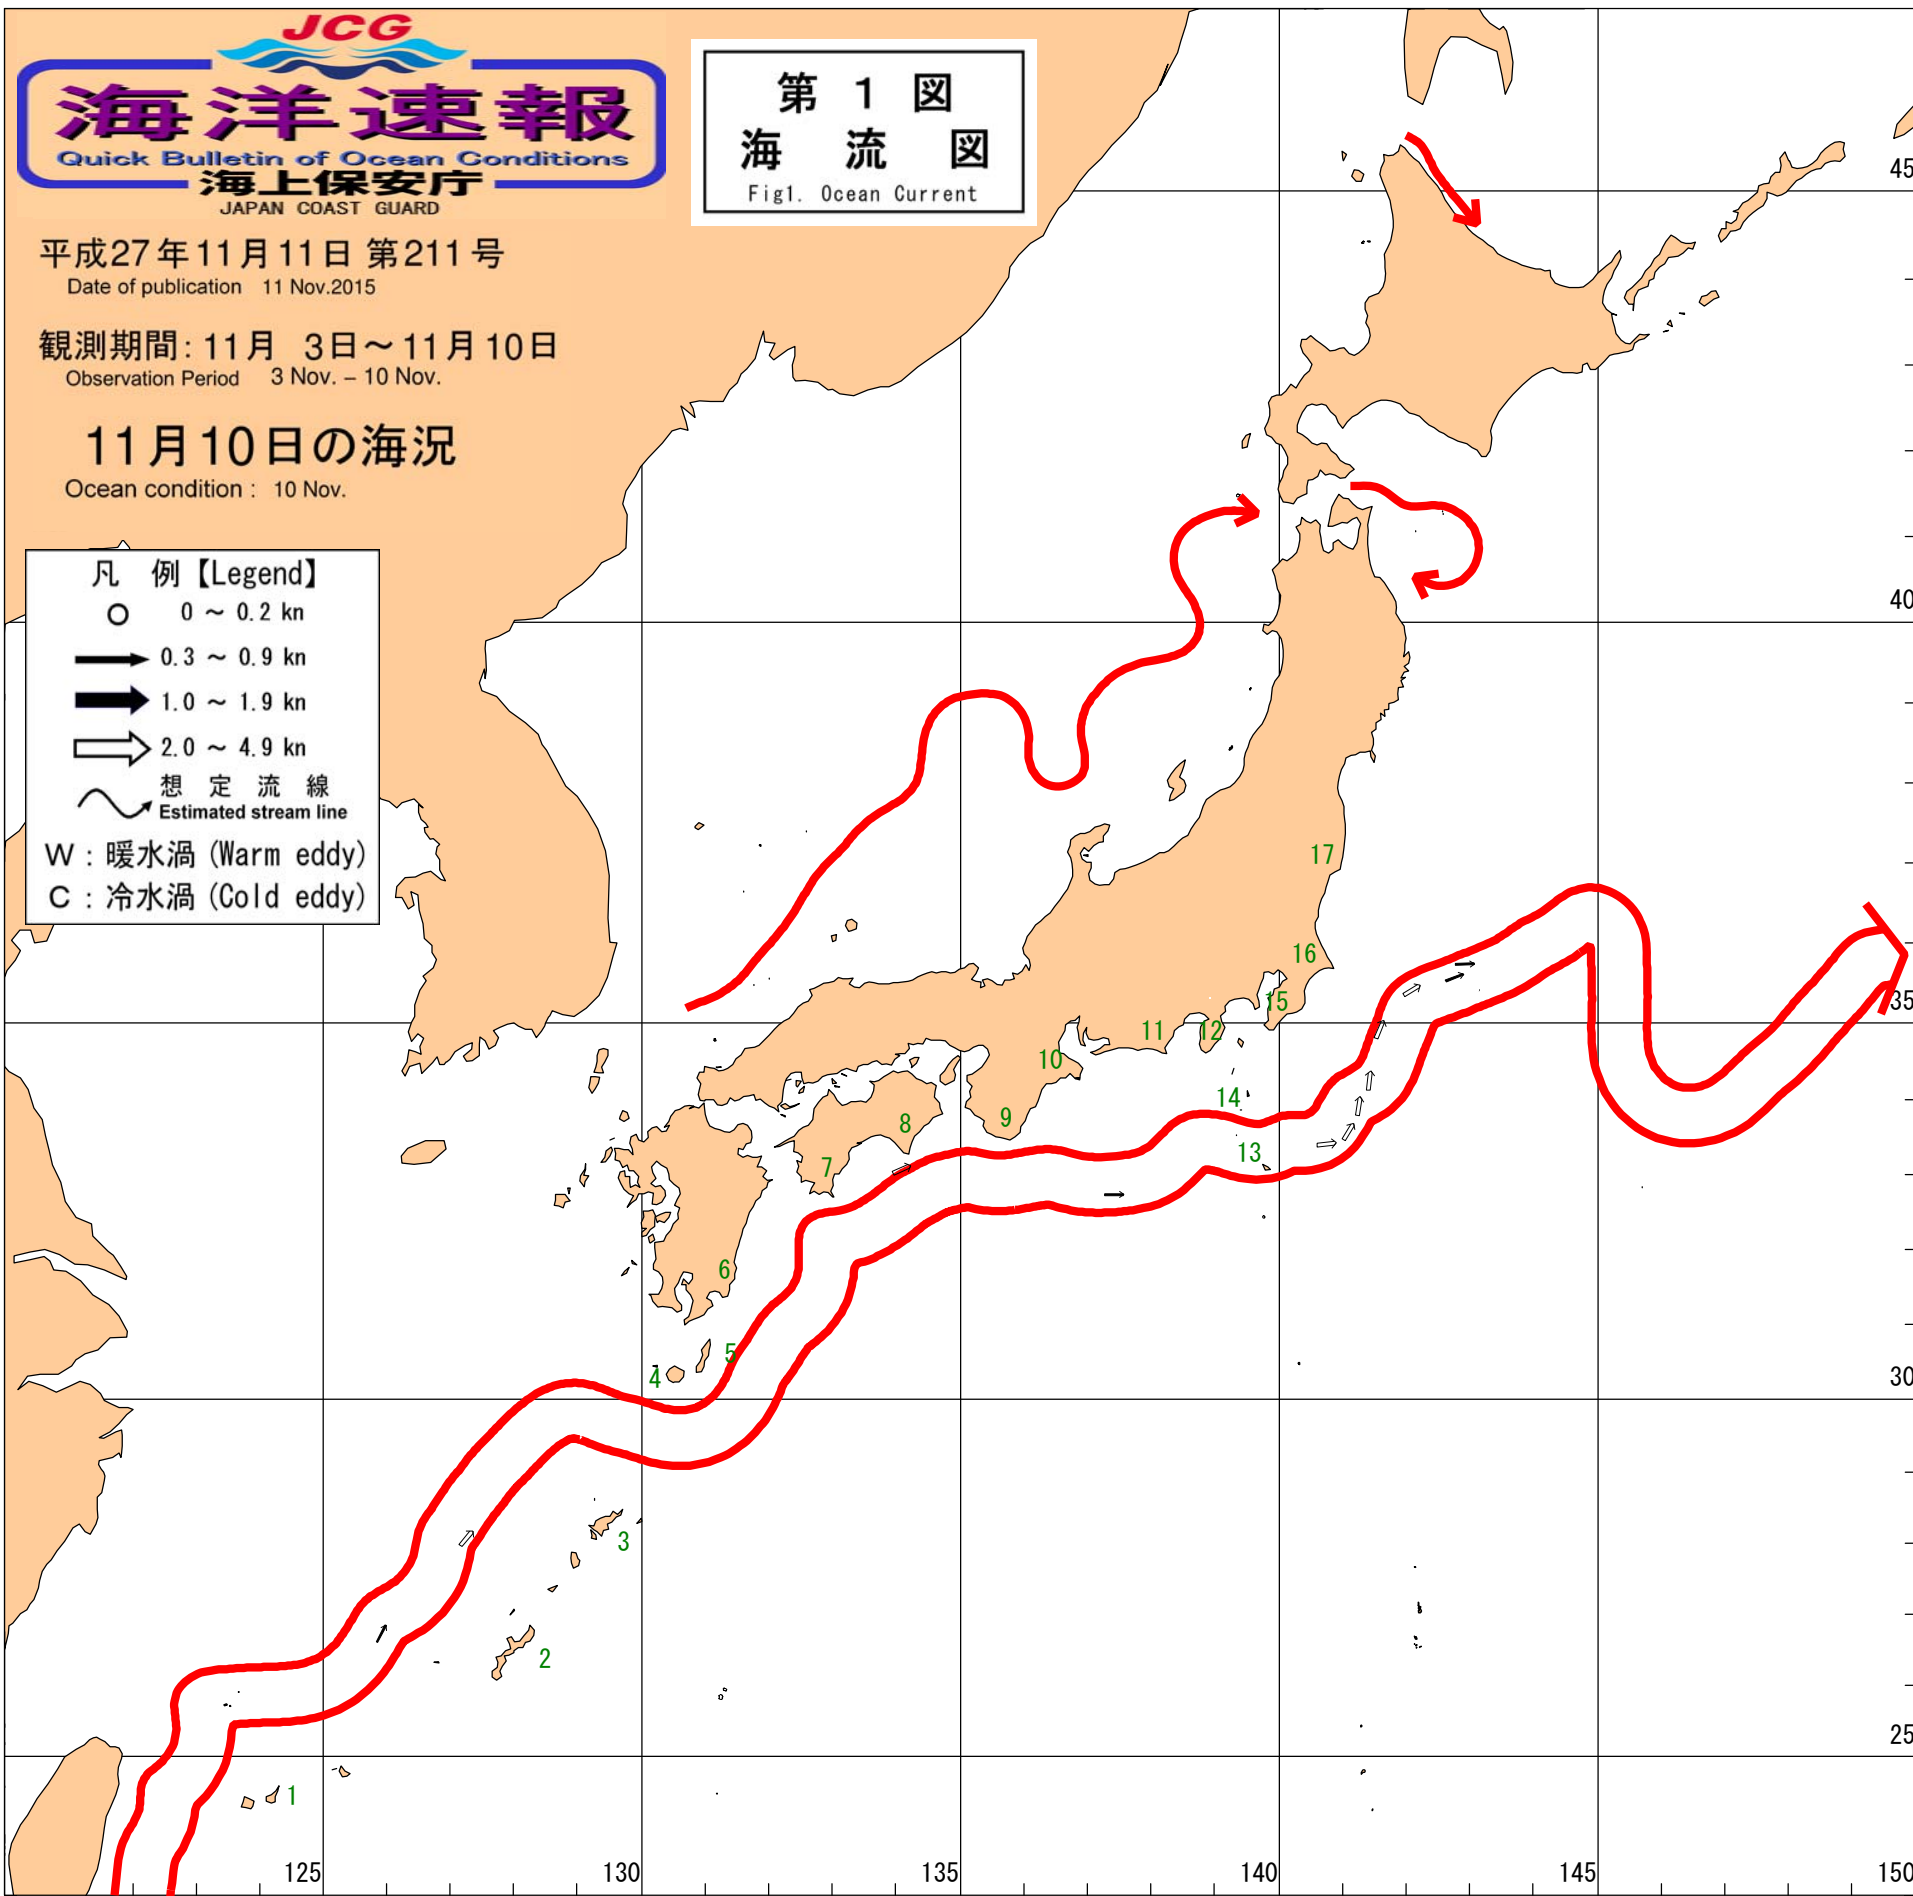 JCG
海洋速報
Quick Bulletin of Ocean Conditions
海上保安庁
JAPAN COAST GUARD
第 1 図
海 流 図
Fig1. Ocean Current
平成27年11月11日 第211号
Date of publication 11 Nov.2015
観測期間: 11月 3日～11月10日
Observation Period 3 Nov. – 10 Nov.
11月10日の海況
Ocean condition : 10 Nov.
凡 例【Legend】
0 ～ 0.2 kn
0.3 ～ 0.9 kn
1.0 ～ 1.9 kn
2.0 ～ 4.9 kn
想 定 流 線
Estimated stream line
W : 暖水渦 (Warm eddy)
C : 冷水渦 (Cold eddy)
45
40
35
30
25
17
16
15
12
11
10
14
9
8
13
7
6
5
4
3
2
1
125
130
135
140
145
150